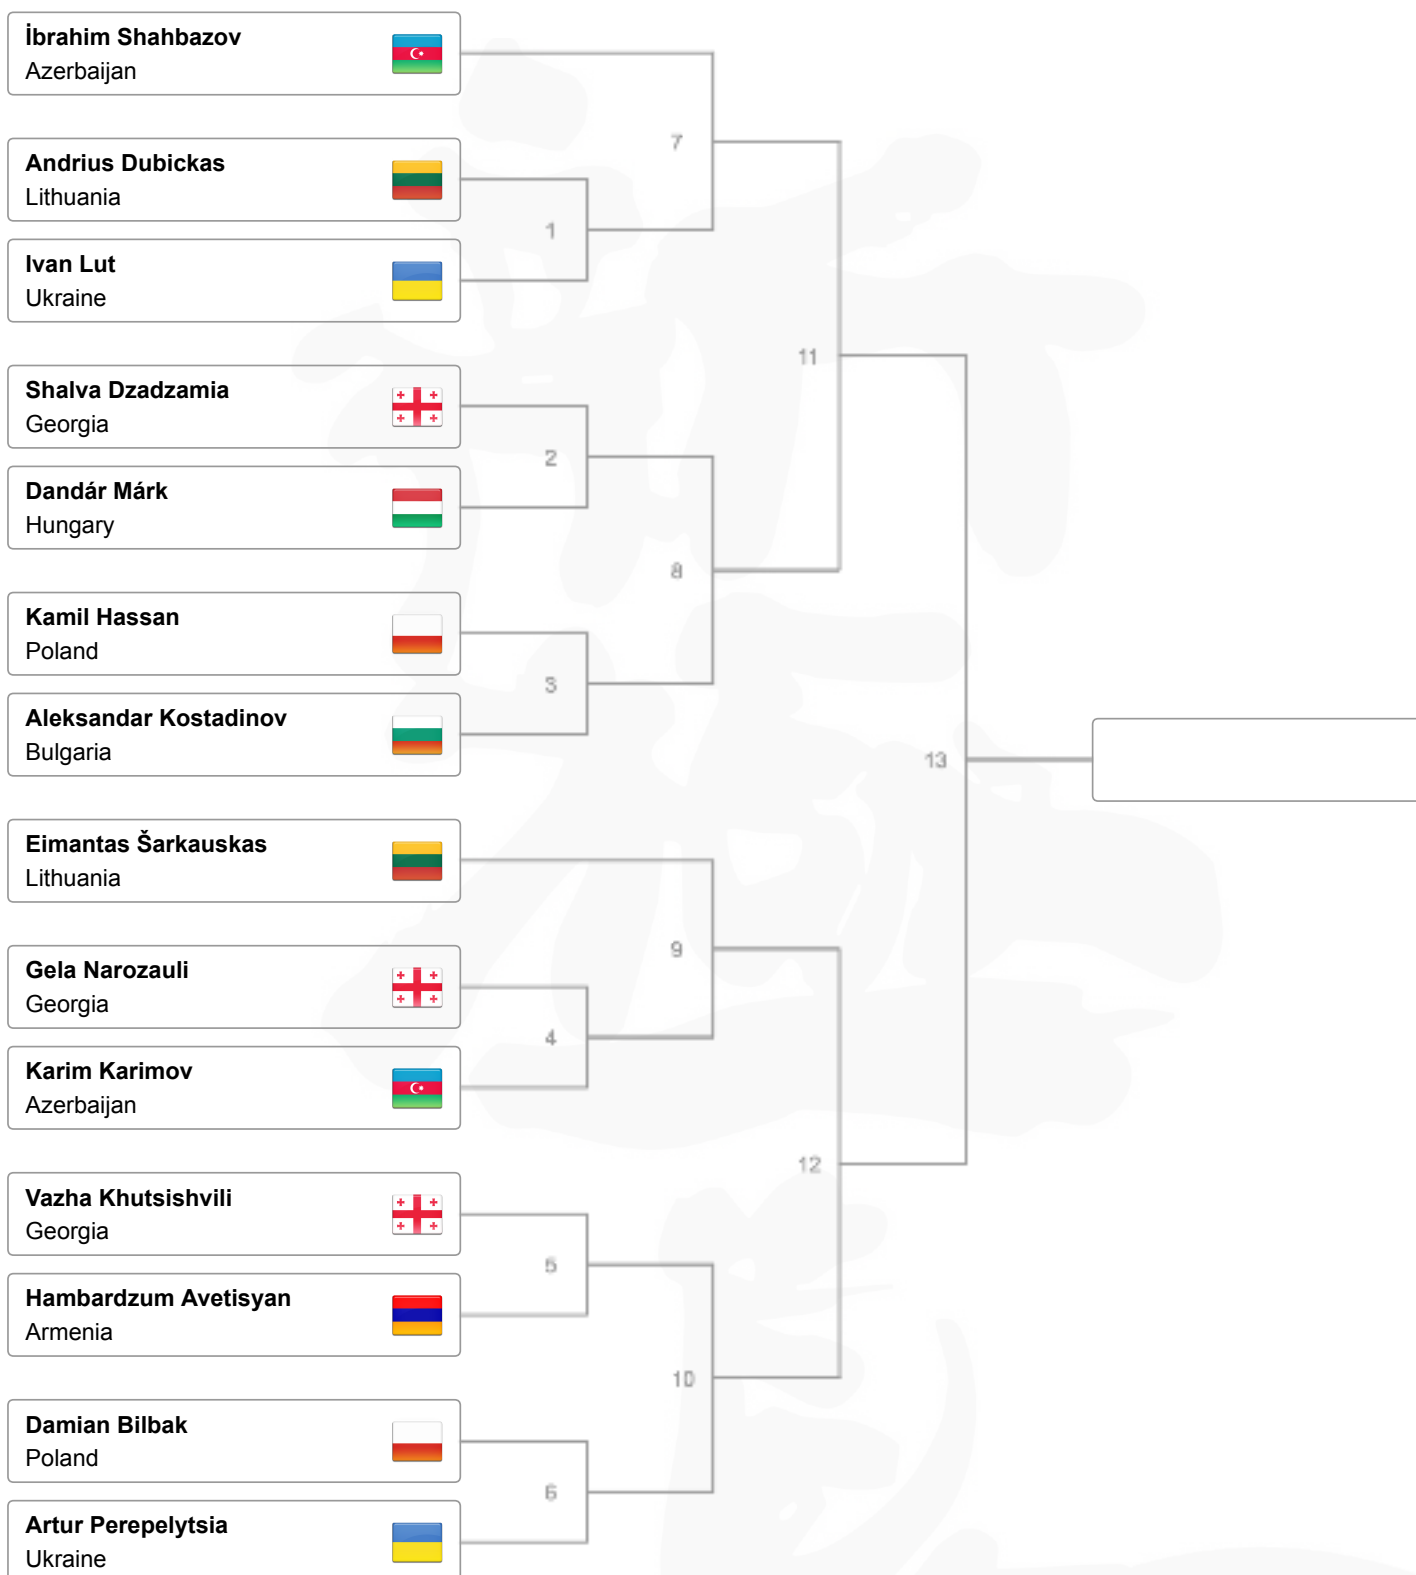 İbrahim Shahbazov
Azerbaijan
7
Andrius Dubickas
Lithuania
1
Ivan Lut
Ukraine
11
Shalva Dzadzamia
Georgia
2
Dandár Márk
Hungary
8
Kamil Hassan
Poland
3
Aleksandar Kostadinov
Bulgaria
13
Eimantas Šarkauskas
Lithuania
9
Gela Narozauli
Georgia
4
Karim Karimov
Azerbaijan
12
Vazha Khutsishvili
Georgia
5
Hambardzum Avetisyan
Armenia
10
Damian Bilbak
Poland
6
Artur Perepelytsia
Ukraine